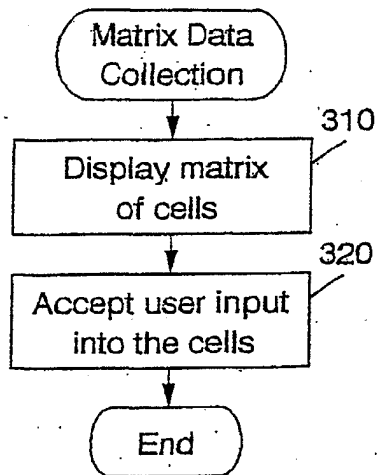 Matrix Data
Collection
310
Display matrix
of cells
320
Accept user input
into the cells
End